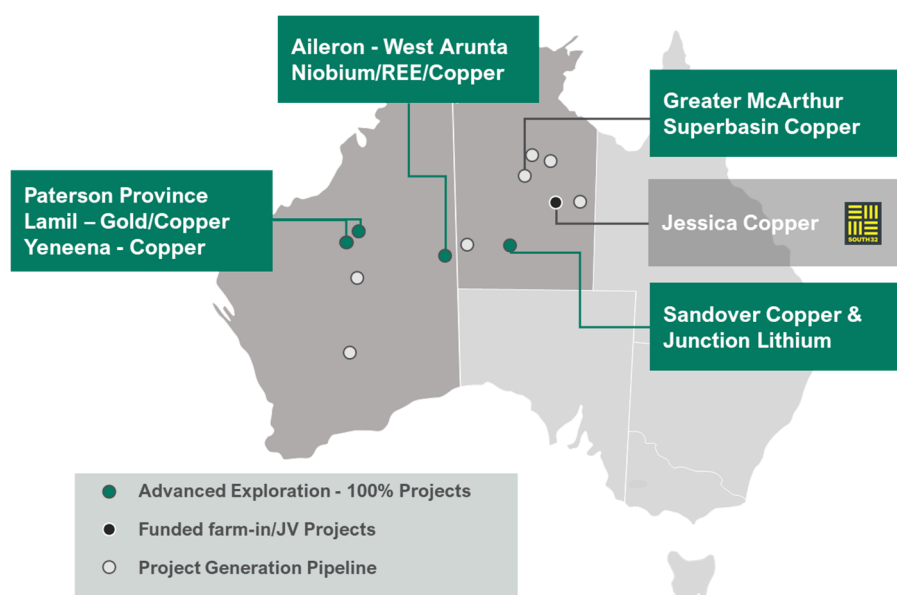 Aileron - West Arunta
Niobium/REE/Copper
Greater McArthur
Superbasin Copper
Paterson Province
Lamil – Gold/Copper
Yeneena - Copper
Jessica Copper
SOUTH32
Sandover Copper &
Junction Lithium
Advanced Exploration - 100% Projects
Funded farm-in/JV Projects
Project Generation Pipeline